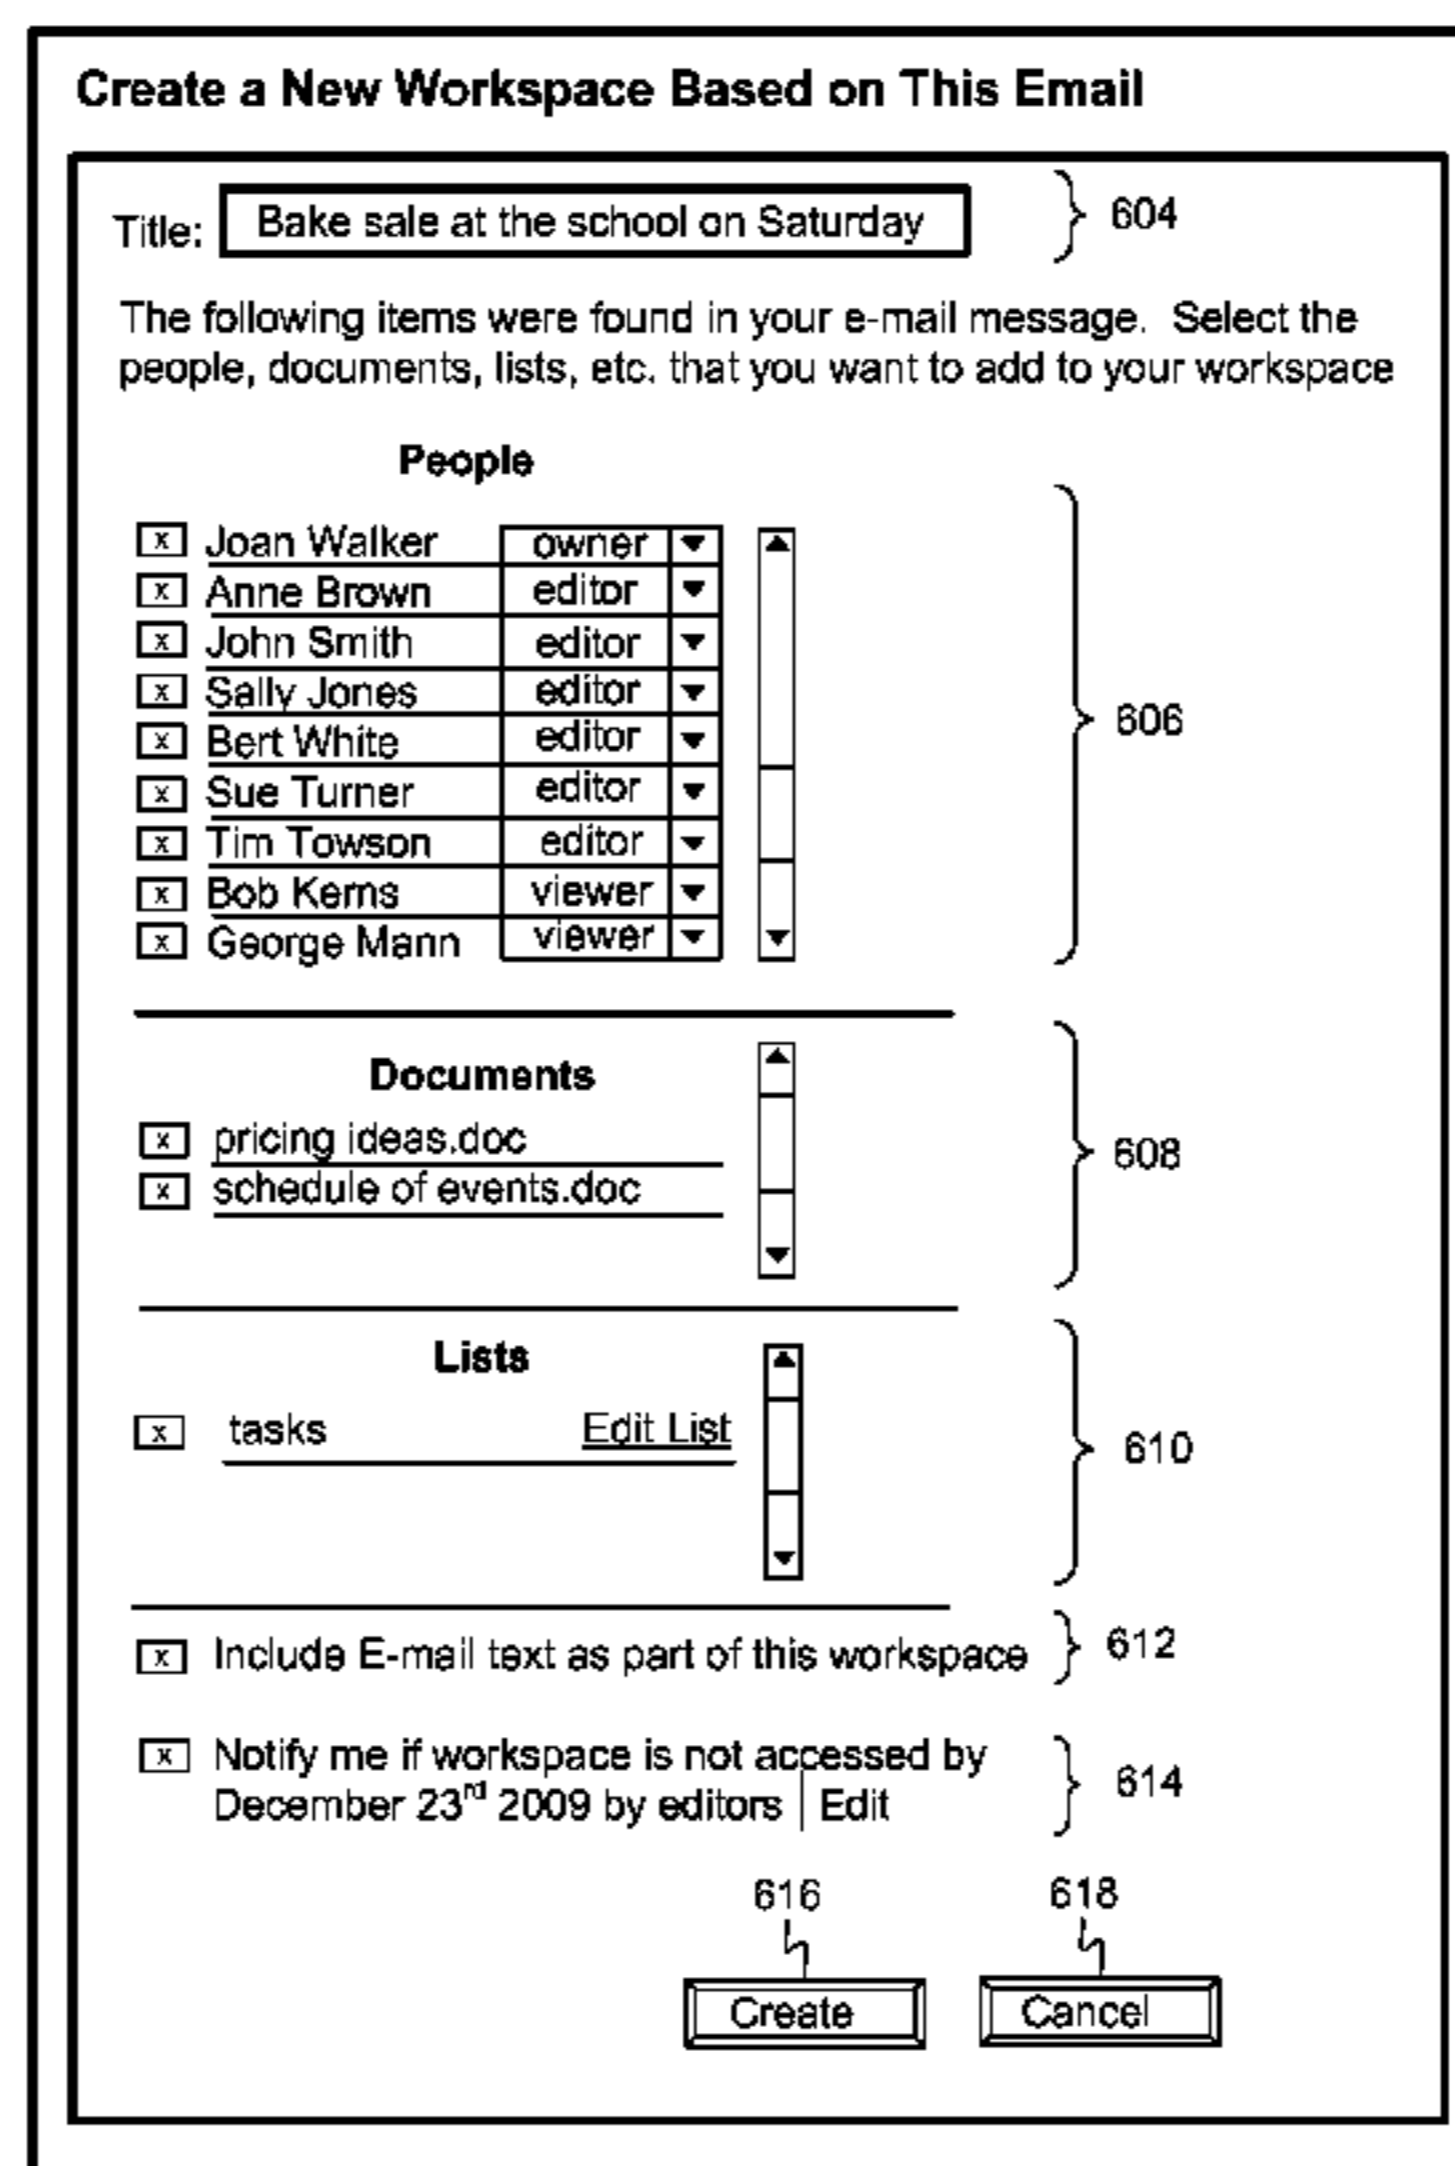 Create a New Workspace Based on This Email
Title: Bake sale at the school on Saturday 604
The following items were found in your e-mail message. Select the
people, documents, lists, etc. that you want to add to your workspace
People
x Joan Walker owner
x Anne Brown editor
x John Smith editor
x Sally Jones editor
x Bert White editor
606
x Sue Turner editor
x Tim Towson editor
x Bob Kerns viewer
x George Mann viewer
Documents
x pricing ideas.doc
608
x schedule of events.doc
Lists
x tasks Edit List
610
x Include E-mail text as part of this workspace 612
x Notify me if workspace is not accessed by
December 23rd 2009 by editors | Edit
614
616 618
Create Cancel